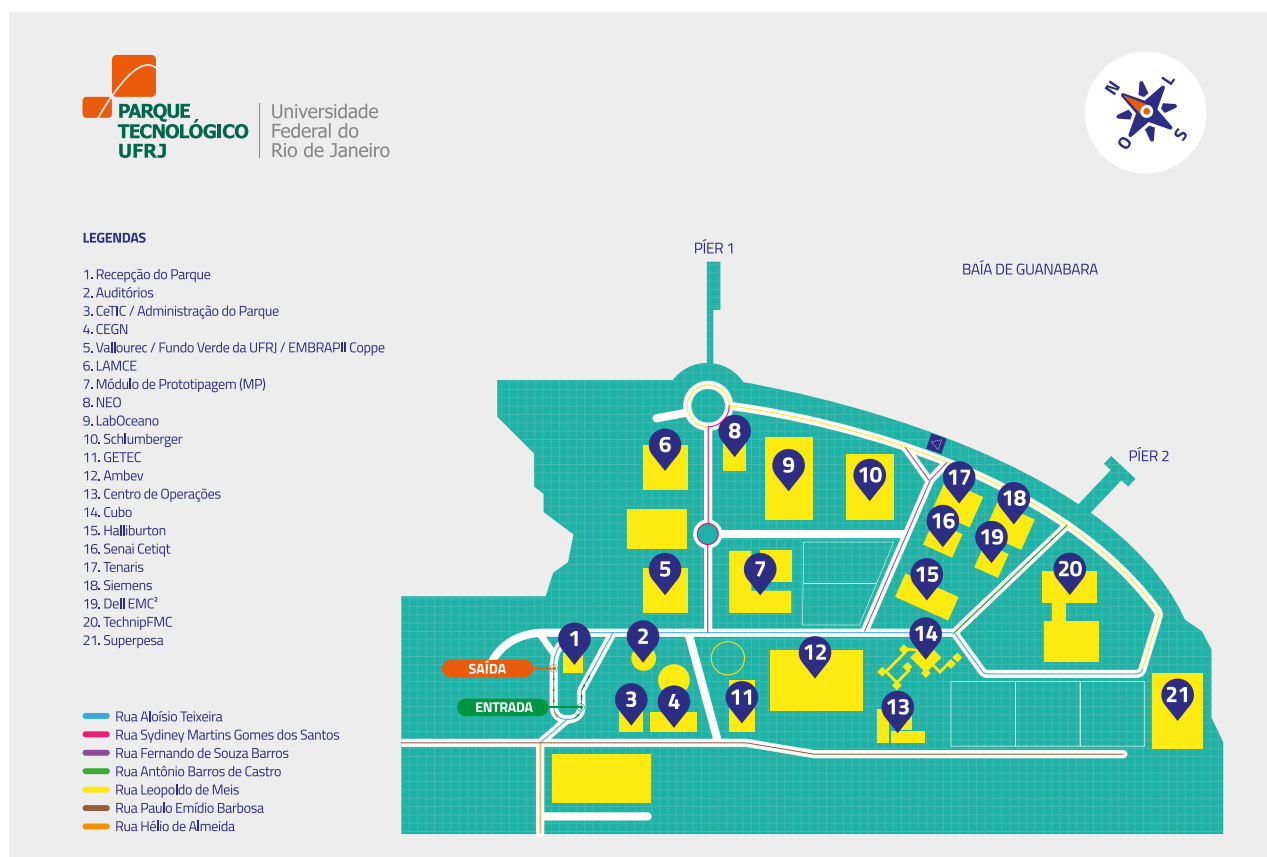 PARQUE
TECNOLÓGICO
UFRJ
Universidade
Federal do
Rio de Janeiro
N
L
O
S
LEGENDAS
1. Recepção do Parque
2. Auditórios
3. CeTIC / Administração do Parque
4. CEGN
5. Vallourec / Fundo Verde da UFRJ / EMBRAPII Coppe
6. LAMCE
7. Módulo de Prototipagem (MP)
8. NEO
9. LabOceano
10. Schlumberger
11. GETEC
12. Ambev
13. Centro de Operações
14. Cubo
15. Halliburton
16. Senai Cetiqt
17. Tenaris
18. Siemens
19. Dell EMC²
20. TechnipFMC
21. Superpesa
Rua Aloísio Teixeira
Rua Sydiney Martins Gomes dos Santos
Rua Fernando de Souza Barros
Rua Antônio Barros de Castro
Rua Leopoldo de Meis
Rua Paulo Emídio Barbosa
Rua Hélio de Almeida
PÍER 1
BAÍA DE GUANABARA
PÍER 2
6
8
9
10
17
18
16
19
5
7
15
20
1
2
14
12
SAÍDA
ENTRADA
3
4
11
13
21